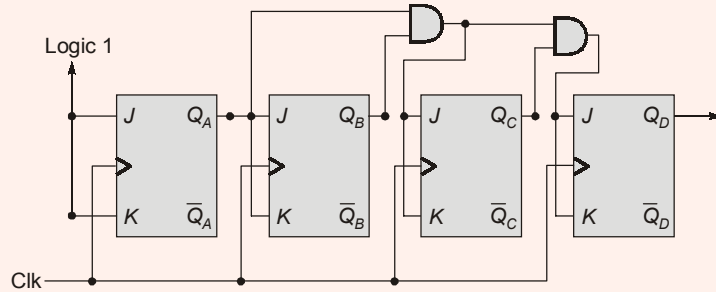 Logic 1
J Q_A J Q_B J Q_C J Q_D
K Q̅_A K Q̅_B K Q̅_C K Q̅_D
Clk